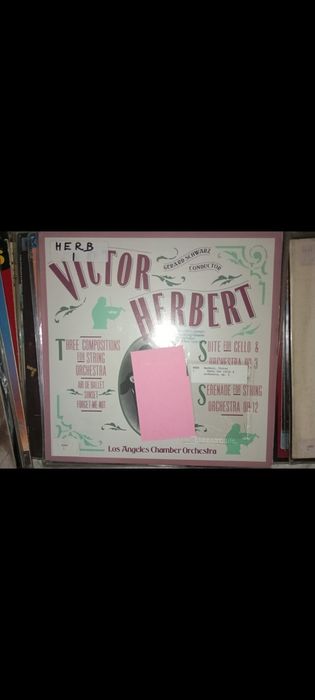 HERB
1
VICTOR
HERBERT
GERARD SCHWARZ
CONDUCTOR
THREE COMPOSITIONS
FOR STRING
ORCHESTRA
AIR DE BALLET
SUNSET
FORGET-ME-NOT
SUITE FOR CELLO &
ORCHESTRA OP. 3
SERENADE FOR STRING
ORCHESTRA OP. 12
Los Angeles Chamber Orchestra